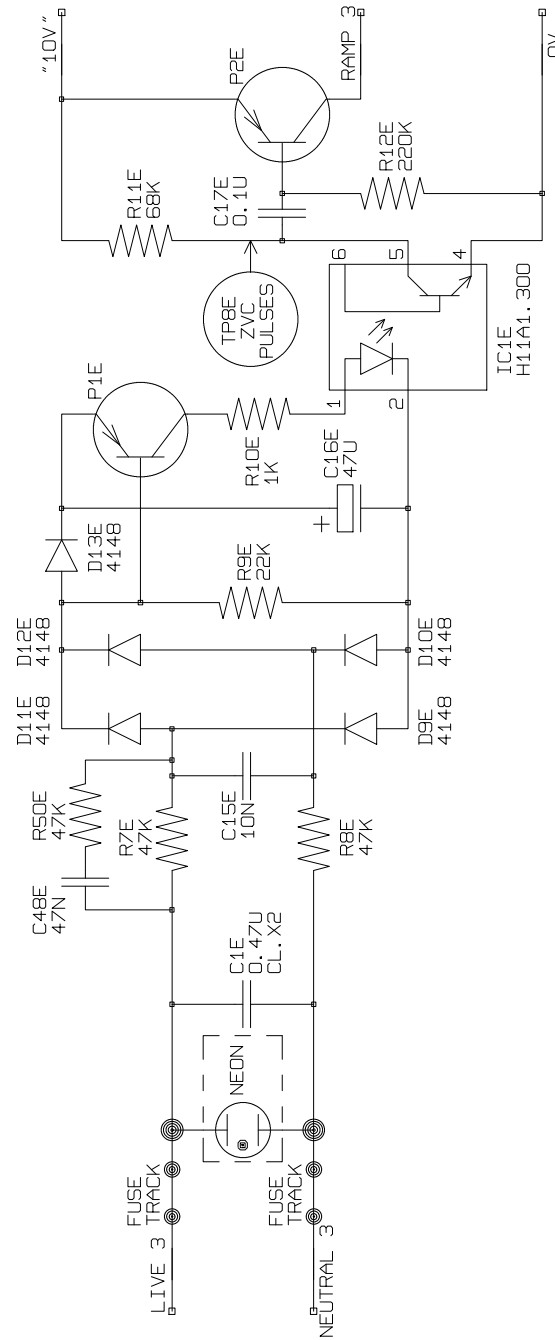 LIVE 3
NEUTRAL 3
FUSE
TRACK
FUSE
TRACK
NEON
C1E
0.47U
CL.X2
C48E
47N
R50E
47K
R7E
47K
R8E
47K
C15E
10N
D11E
4148
D12E
4148
D9E
4148
D10E
4148
R9E
22K
D13E
4148
P1E
R10E
1K
C16E
47U
+
1
2
6
5
4
IC1E
H11A1.300
TP8E
ZVC
PULSES
R11E
68K
C17E
0.1U
R12E
220K
P2E
"10V"
RAMP 3
0V